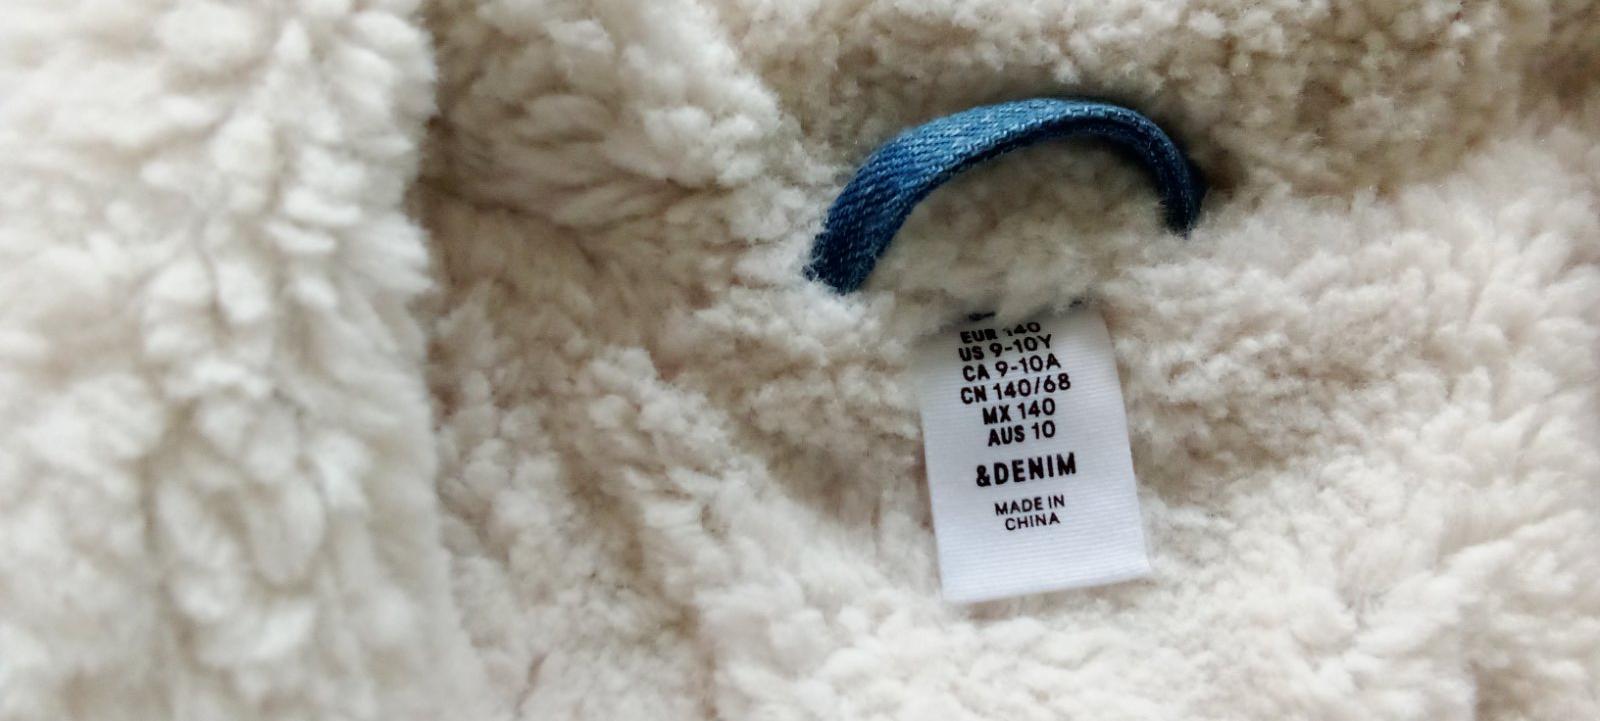 EUR 140
US 9-10Y
CA 9-10A
CN 140/68
MX 140
AUS 10
&DENIM
MADE IN
CHINA